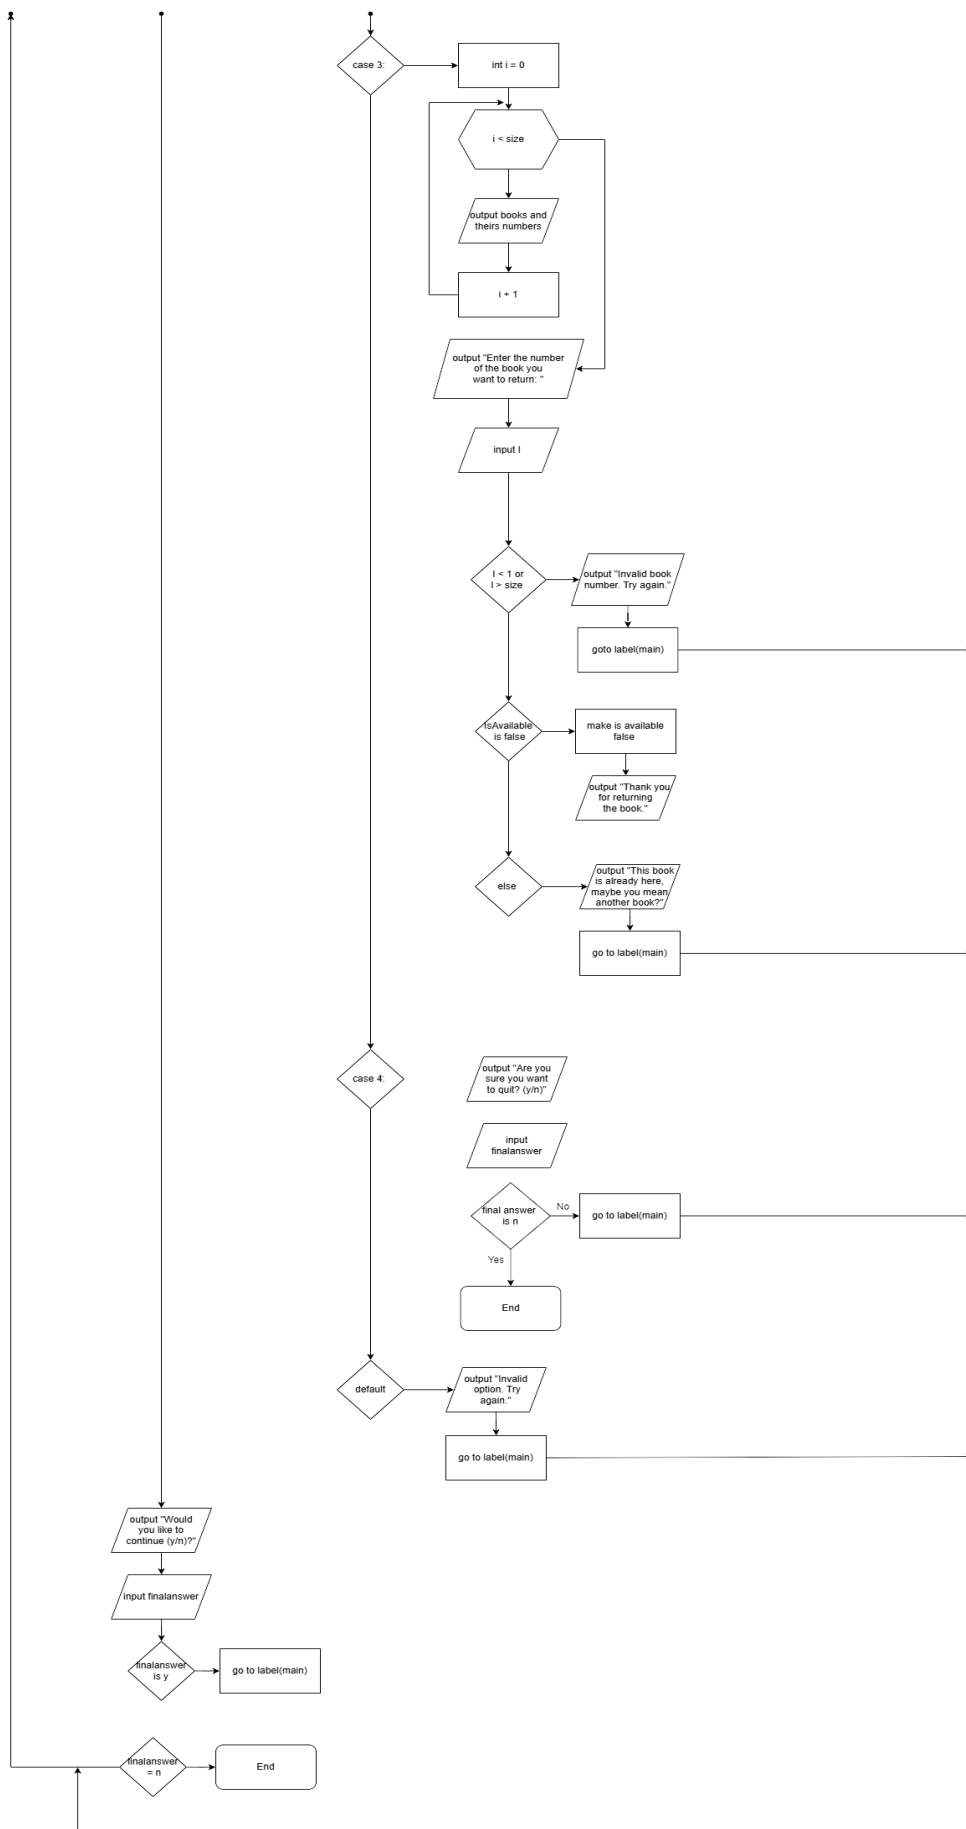 case 3:
int i = 0
i < size
output books and
theirs numbers
i + 1
output "Enter the number
of the book you
want to return: "
input I
I < 1 or
I > size
output "Invalid book
number. Try again."
goto label(main)
IsAvailable
is false
make is available
false
output "Thank you
for returning
the book."
else
output "This book
is already here,
maybe you mean
another book?"
go to label(main)
case 4:
output "Are you
sure you want
to quit? (y/n)"
input
finalanswer
final answer
is n
No
go to label(main)
Yes
End
default
output "Invalid
option. Try
again."
go to label(main)
output "Would
you like to
continue (y/n)?"
input finalanswer
finalanswer
is y
go to label(main)
finalanswer
= n
End